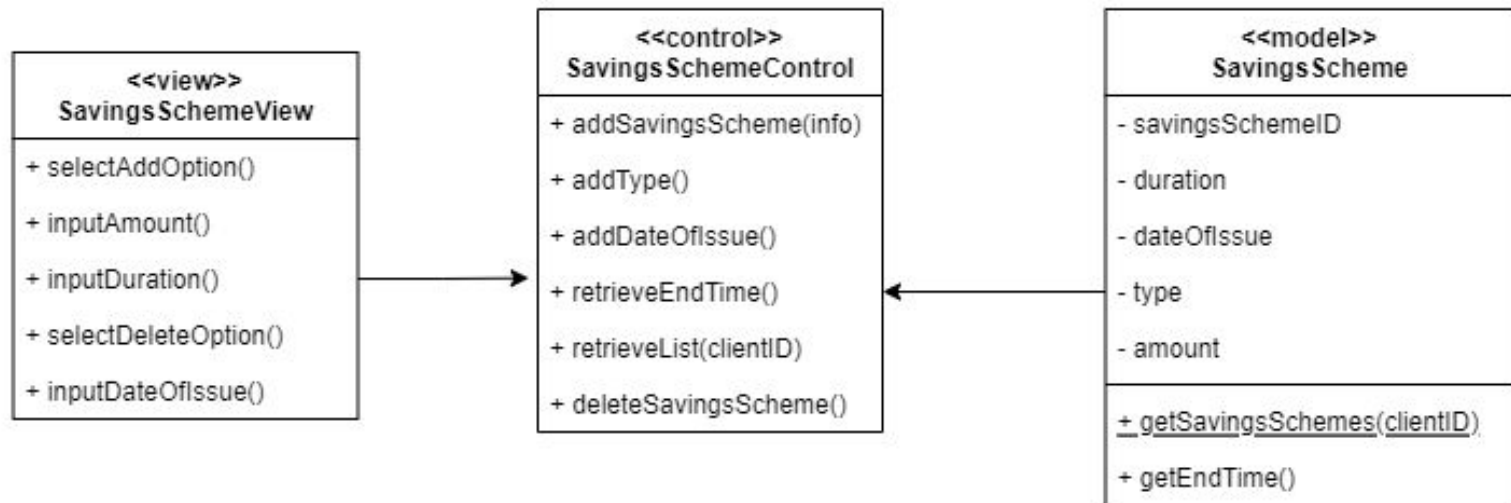 <<view>>
SavingsSchemeView
+ selectAddOption()
+ inputAmount()
+ inputDuration()
+ selectDeleteOption()
+ inputDateOfIssue()
<<control>>
SavingsSchemeControl
+ addSavingsScheme(info)
+ addType()
+ addDateOfIssue()
+ retrieveEndTime()
+ retrieveList(clientID)
+ deleteSavingsScheme()
<<model>>
SavingsScheme
- savingsSchemeID
- duration
- dateOfIssue
- type
- amount
+ getSavingsSchemes(clientID)
+ getEndTime()